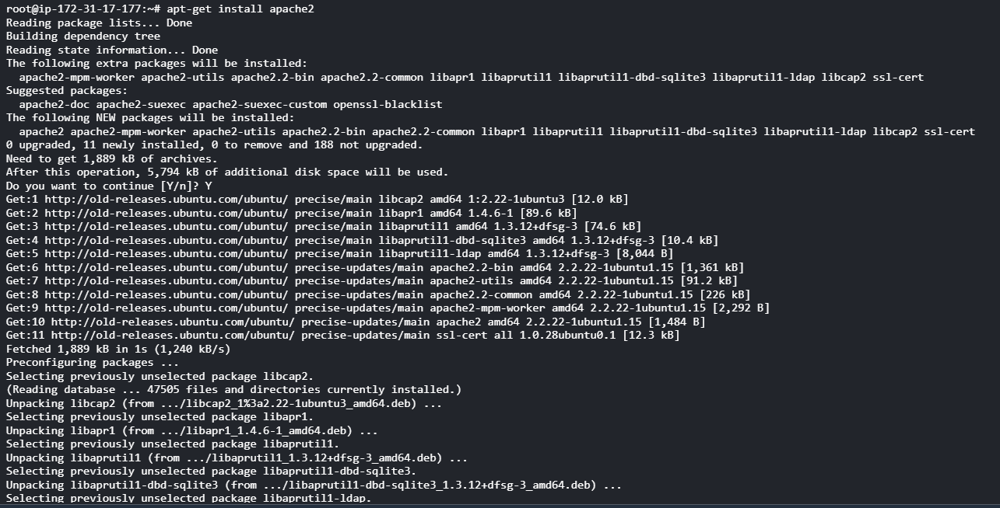 root@ip-172-31-17-177:~# apt-get install apache2
Reading package lists... Done
Building dependency tree
Reading state information... Done
The following extra packages will be installed:
  apache2-mpm-worker apache2-utils apache2.2-bin apache2.2-common libapr1 libaprutil1 libaprutil1-dbd-sqlite3 libaprutil1-ldap libcap2 ssl-cert
Suggested packages:
  apache2-doc apache2-suexec apache2-suexec-custom openssl-blacklist
The following NEW packages will be installed:
  apache2 apache2-mpm-worker apache2-utils apache2.2-bin apache2.2-common libapr1 libaprutil1 libaprutil1-dbd-sqlite3 libaprutil1-ldap libcap2 ssl-cert
0 upgraded, 11 newly installed, 0 to remove and 188 not upgraded.
Need to get 1,889 kB of archives.
After this operation, 5,794 kB of additional disk space will be used.
Do you want to continue [Y/n]? Y
Get:1 http://old-releases.ubuntu.com/ubuntu/ precise/main libcap2 amd64 1:2.22-1ubuntu3 [12.0 kB]
Get:2 http://old-releases.ubuntu.com/ubuntu/ precise/main libapr1 amd64 1.4.6-1 [89.6 kB]
Get:3 http://old-releases.ubuntu.com/ubuntu/ precise/main libaprutil1 amd64 1.3.12+dfsg-3 [74.6 kB]
Get:4 http://old-releases.ubuntu.com/ubuntu/ precise/main libaprutil1-dbd-sqlite3 amd64 1.3.12+dfsg-3 [10.4 kB]
Get:5 http://old-releases.ubuntu.com/ubuntu/ precise/main libaprutil1-ldap amd64 1.3.12+dfsg-3 [8,044 B]
Get:6 http://old-releases.ubuntu.com/ubuntu/ precise-updates/main apache2.2-bin amd64 2.2.22-1ubuntu1.15 [1,361 kB]
Get:7 http://old-releases.ubuntu.com/ubuntu/ precise-updates/main apache2-utils amd64 2.2.22-1ubuntu1.15 [91.2 kB]
Get:8 http://old-releases.ubuntu.com/ubuntu/ precise-updates/main apache2.2-common amd64 2.2.22-1ubuntu1.15 [226 kB]
Get:9 http://old-releases.ubuntu.com/ubuntu/ precise-updates/main apache2-mpm-worker amd64 2.2.22-1ubuntu1.15 [2,292 B]
Get:10 http://old-releases.ubuntu.com/ubuntu/ precise-updates/main apache2 amd64 2.2.22-1ubuntu1.15 [1,484 B]
Get:11 http://old-releases.ubuntu.com/ubuntu/ precise-updates/main ssl-cert all 1.0.28ubuntu0.1 [12.3 kB]
Fetched 1,889 kB in 1s (1,240 kB/s)
Preconfiguring packages ...
Selecting previously unselected package libcap2.
(Reading database ... 47505 files and directories currently installed.)
Unpacking libcap2 (from .../libcap2_1%3a2.22-1ubuntu3_amd64.deb) ...
Selecting previously unselected package libapr1.
Unpacking libapr1 (from .../libapr1_1.4.6-1_amd64.deb) ...
Selecting previously unselected package libaprutil1.
Unpacking libaprutil1 (from .../libaprutil1_1.3.12+dfsg-3_amd64.deb) ...
Selecting previously unselected package libaprutil1-dbd-sqlite3.
Unpacking libaprutil1-dbd-sqlite3 (from .../libaprutil1-dbd-sqlite3_1.3.12+dfsg-3_amd64.deb) ...
Selecting previously unselected package libaprutil1-ldap.